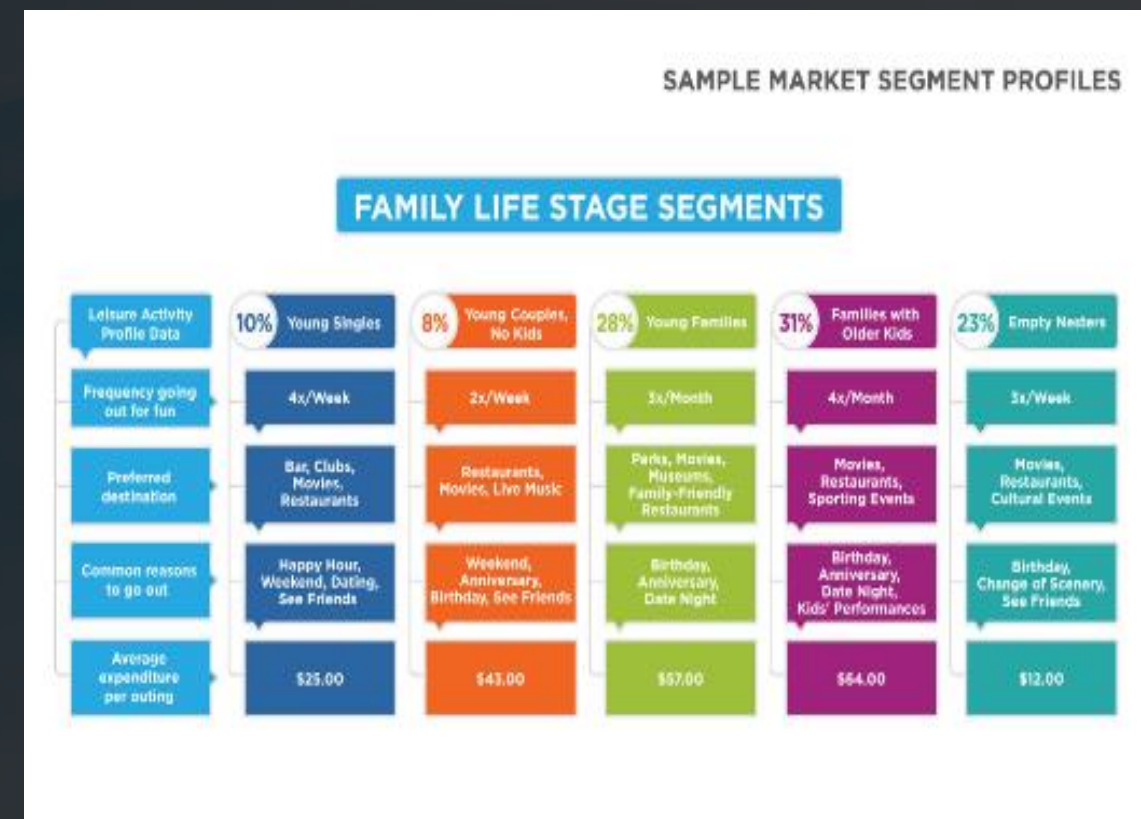 SAMPLE MARKET SEGMENT PROFILES
FAMILY LIFE STAGE SEGMENTS
Leisure Activity
Profile Data
10%
Young Singles
8%
Young Couples,
No Kids
28%
Young Families
31%
Families with
Older Kids
23%
Empty Nesters
Frequency going
out for fun
4x/Week
2x/Week
3x/Month
4x/Month
3x/Week
Preferred
destination
Bar, Clubs,
Movies,
Restaurants
Restaurants,
Movies, Live Music
Parks, Movies,
Museums,
Family-Friendly
Restaurants
Movies,
Restaurants,
Sporting Events
Movies,
Restaurants,
Cultural Events
Common reasons
to go out
Happy Hour,
Weekend, Dating,
See Friends
Weekend,
Anniversary,
Birthday, See Friends
Birthday,
Anniversary,
Date Night
Birthday,
Anniversary,
Date Night,
Kids' Performances
Birthday,
Change of Scenery,
See Friends
Average
expenditure
per outing
$25.00
$43.00
$57.00
$64.00
$12.00